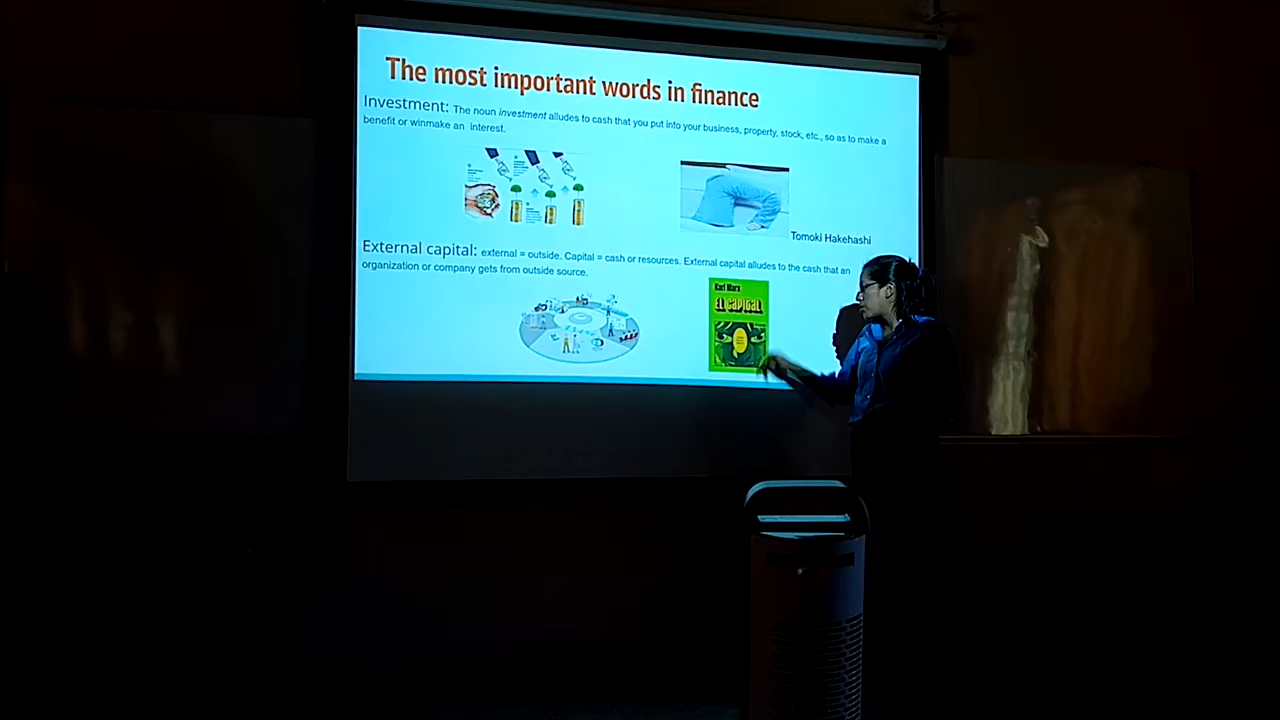 The most important words in finance
Investment: The noun investment alludes to cash that you put into your business, property, stock, etc., so as to make a
benefit or winmake an interest.
Tomoki Hakehashi
External capital: external = outside. Capital = cash or resources. External capital alludes to the cash that an
organization or company gets from outside source.
Karl Marx
El Capital